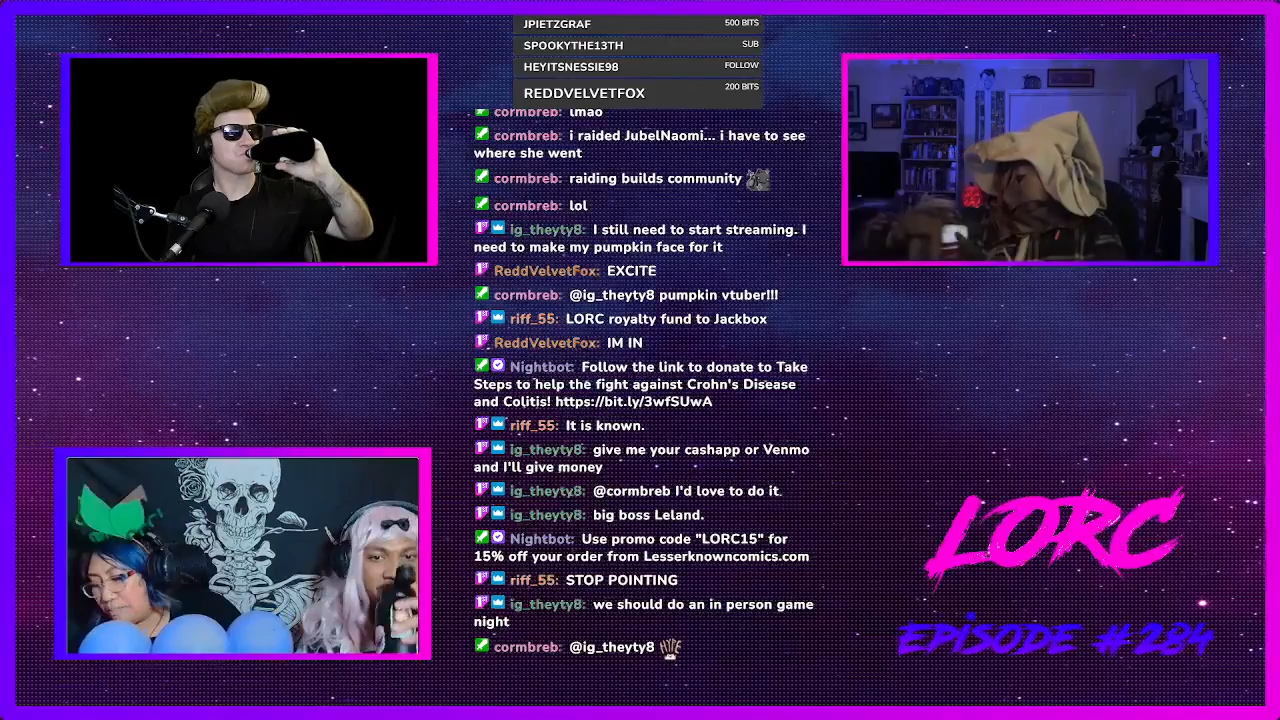 JPIETZGRAF 500 BITS
SPOOKYTHE13TH SUB
HEYITSNESSIE98 FOLLOW
REDDVELVETFOX 200 BITS
cormbreb: lmao
cormbreb: i raided JubelNaomi... i have to see
where she went
cormbreb: raiding builds community
cormbreb: lol
ig_theyty8: I still need to start streaming. I
need to make my pumpkin face for it
ReddVelvetFox: EXCITE
cormbreb: @ig_theyty8 pumpkin vtuber!!!
riff_55: LORC royalty fund to Jackbox
ReddVelvetFox: IM IN
Nightbot: Follow the link to donate to Take
Steps to help the fight against Crohn's Disease
and Colitis! https://bit.ly/3wfSUwA
riff_55: It is known.
ig_theyty8: give me your cashapp or Venmo
and I'll give money
ig_theyty8: @cormbreb I'd love to do it.
ig_theyty8: big boss Leland.
Nightbot: Use promo code "LORC15" for
15% off your order from Lesserknowncomics.com
riff_55: STOP POINTING
ig_theyty8: we should do an in person game
night
cormbreb: @ig_theyty8 HYPE
LORC
EPISODE #284